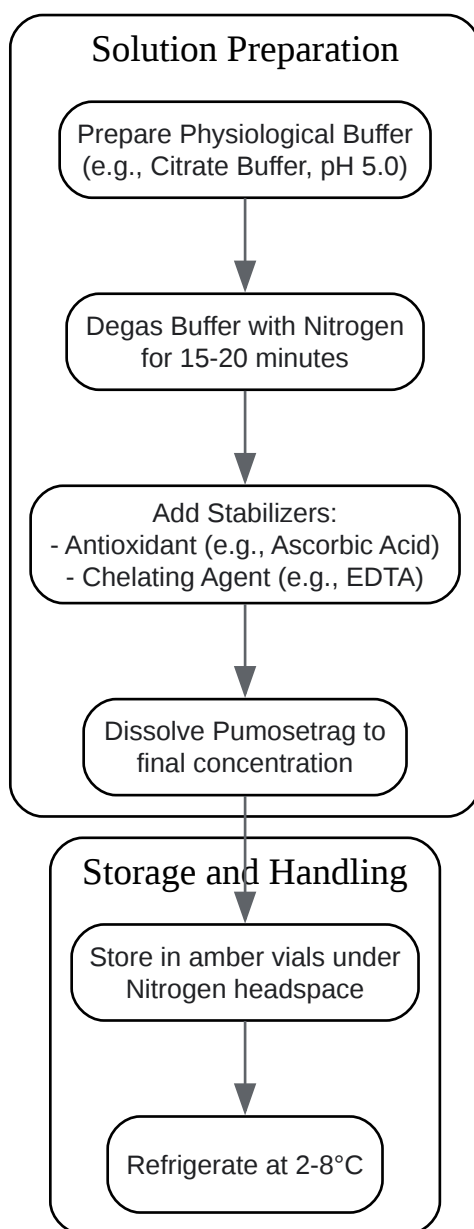 Solution Preparation
Prepare Physiological Buffer
(e.g., Citrate Buffer, pH 5.0)
Degas Buffer with Nitrogen
for 15-20 minutes
Add Stabilizers:
- Antioxidant (e.g., Ascorbic Acid)
- Chelating Agent (e.g., EDTA)
Dissolve Pumosetrag to
final concentration
Storage and Handling
Store in amber vials under
Nitrogen headspace
Refrigerate at 2-8°C